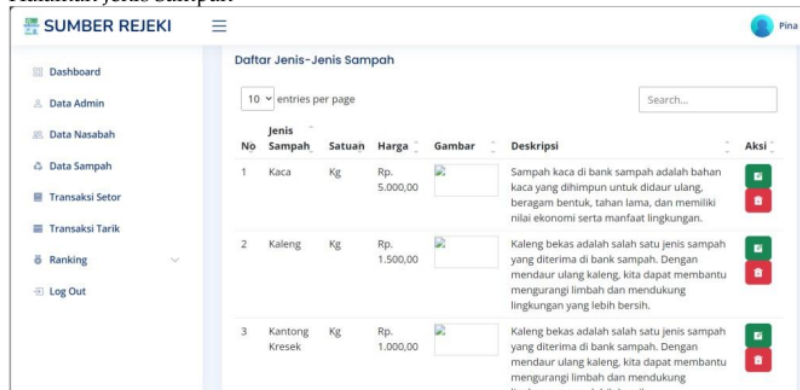 SUMBER REJEKI
Pina
Dashboard
Data Admin
Data Nasabah
Data Sampah
Transaksi Setor
Transaksi Tarik
Ranking
Log Out
Daftar Jenis-Jenis Sampah
10 entries per page
Search...
No Jenis Sampah Satuan Harga Gambar Deskripsi Aksi
1 Kaca Kg Rp. 5.000,00
Sampah kaca di bank sampah adalah bahan
kaca yang dihimpun untuk didaur ulang,
beragam bentuk, tahan lama, dan memiliki
nilai ekonomi serta manfaat lingkungan.
2 Kaleng Kg Rp. 1.500,00
Kaleng bekas adalah salah satu jenis sampah
yang diterima di bank sampah. Dengan
mendaur ulang kaleng, kita dapat membantu
mengurangi limbah dan mendukung
lingkungan yang lebih bersih.
3 Kantong Kresek Kg Rp. 1.000,00
Kaleng bekas adalah salah satu jenis sampah
yang diterima di bank sampah. Dengan
mendaur ulang kaleng, kita dapat membantu
mengurangi limbah dan mendukung